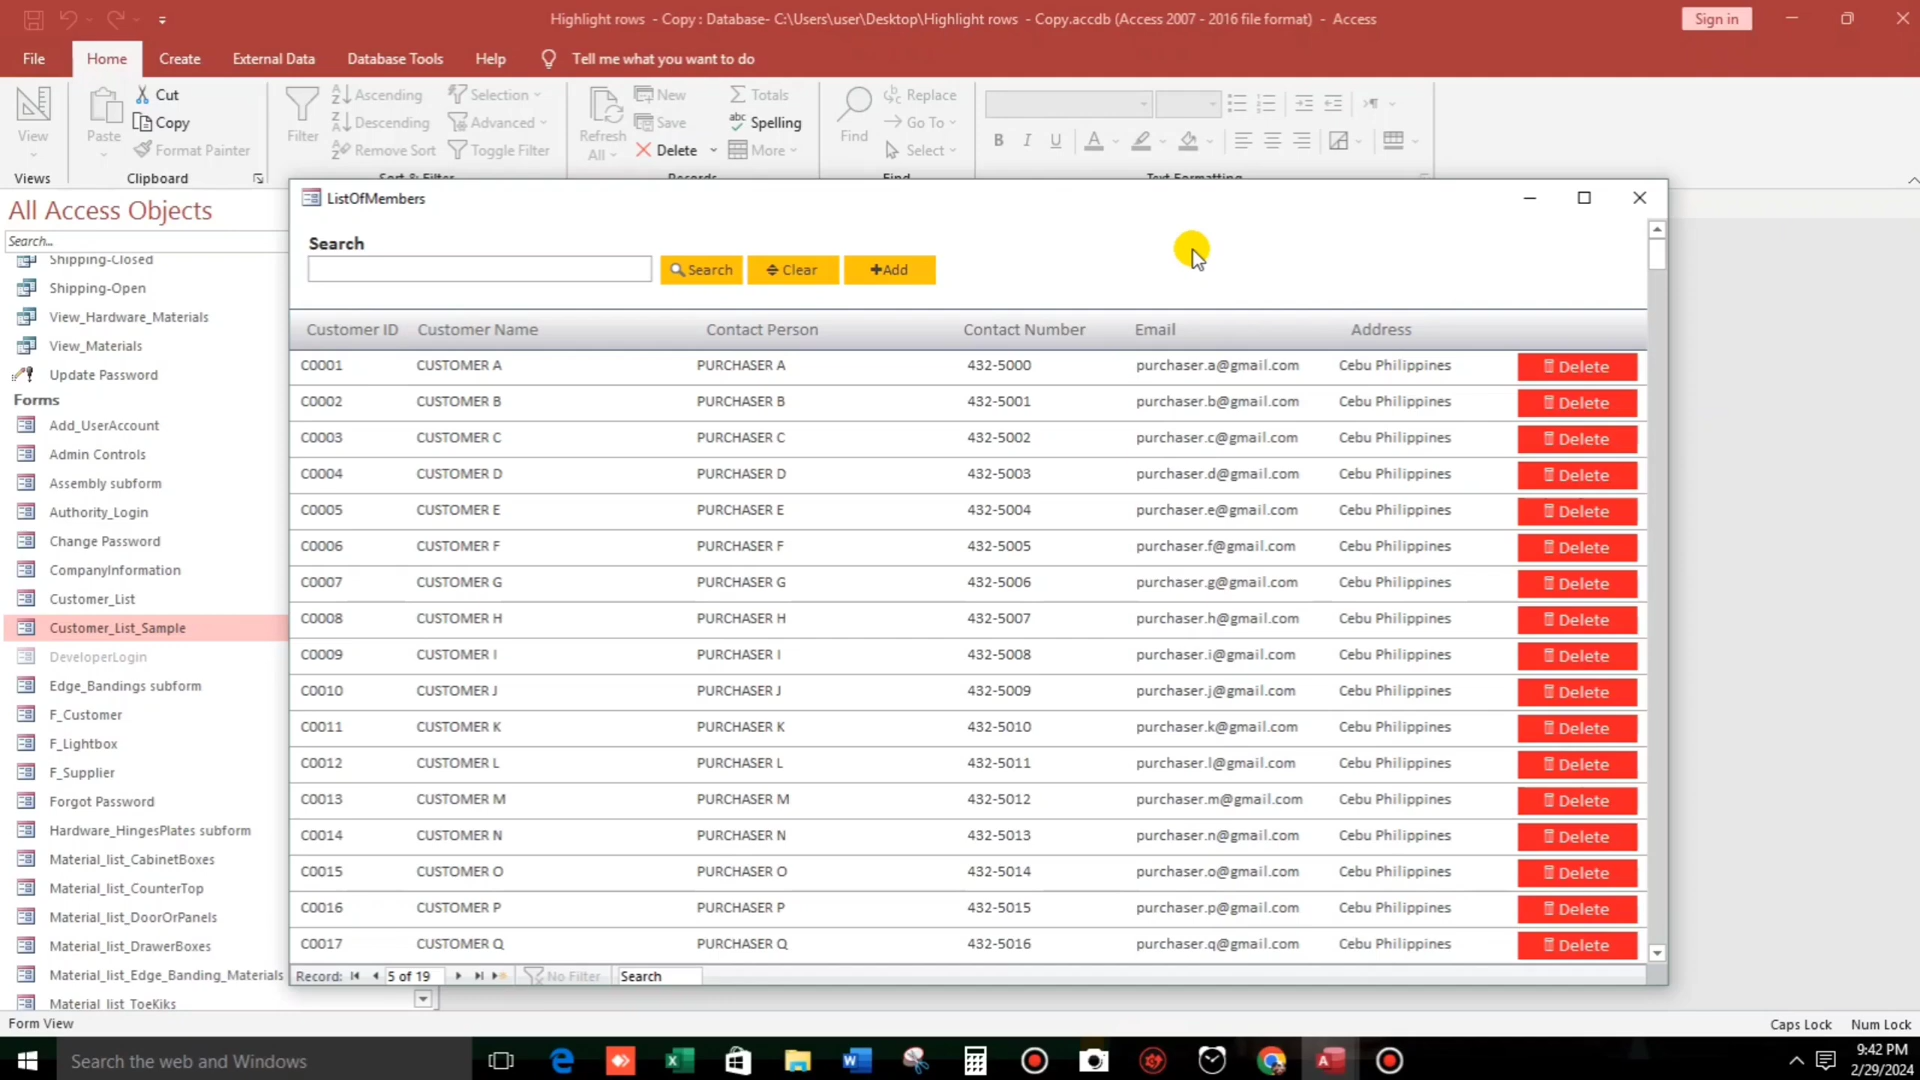 Highlight rows - Copy : Database- C:\Users\user\Desktop\Highlight rows - Copy.accdb (Access 2007 - 2016 file format) - Access
Sign in
File Home Create External Data Database Tools Help Tell me what you want to do
View
Views
Paste
Cut
Copy
Format Painter
Clipboard
Filter
Ascending
Descending
Remove Sort
Selection
Advanced
Toggle Filter
Sort & Filter
Refresh All
New
Save
Delete
Totals
Spelling
More
Records
Find
Replace
Go To
Select
Find
B I U
Text Formatting
All Access Objects
Search...
Shipping-Closed
Shipping-Open
View_Hardware_Materials
View_Materials
Update Password
Forms
Add_UserAccount
Admin Controls
Assembly subform
Authority_Login
Change Password
CompanyInformation
Customer_List
Customer_List_Sample
DeveloperLogin
Edge_Bandings subform
F_Customer
F_Lightbox
F_Supplier
Forgot Password
Hardware_HingesPlates subform
Material_list_CabinetBoxes
Material_list_CounterTop
Material_list_DoorOrPanels
Material_list_DrawerBoxes
Material_list_Edge_Banding_Materials
Material_list_ToeKiks
ListOfMembers
Search
Search Clear +Add
Customer ID Customer Name Contact Person Contact Number Email Address
C0001 CUSTOMER A PURCHASER A 432-5000 purchaser.a@gmail.com Cebu Philippines Delete
C0002 CUSTOMER B PURCHASER B 432-5001 purchaser.b@gmail.com Cebu Philippines Delete
C0003 CUSTOMER C PURCHASER C 432-5002 purchaser.c@gmail.com Cebu Philippines Delete
C0004 CUSTOMER D PURCHASER D 432-5003 purchaser.d@gmail.com Cebu Philippines Delete
C0005 CUSTOMER E PURCHASER E 432-5004 purchaser.e@gmail.com Cebu Philippines Delete
C0006 CUSTOMER F PURCHASER F 432-5005 purchaser.f@gmail.com Cebu Philippines Delete
C0007 CUSTOMER G PURCHASER G 432-5006 purchaser.g@gmail.com Cebu Philippines Delete
C0008 CUSTOMER H PURCHASER H 432-5007 purchaser.h@gmail.com Cebu Philippines Delete
C0009 CUSTOMER I PURCHASER I 432-5008 purchaser.i@gmail.com Cebu Philippines Delete
C0010 CUSTOMER J PURCHASER J 432-5009 purchaser.j@gmail.com Cebu Philippines Delete
C0011 CUSTOMER K PURCHASER K 432-5010 purchaser.k@gmail.com Cebu Philippines Delete
C0012 CUSTOMER L PURCHASER L 432-5011 purchaser.l@gmail.com Cebu Philippines Delete
C0013 CUSTOMER M PURCHASER M 432-5012 purchaser.m@gmail.com Cebu Philippines Delete
C0014 CUSTOMER N PURCHASER N 432-5013 purchaser.n@gmail.com Cebu Philippines Delete
C0015 CUSTOMER O PURCHASER O 432-5014 purchaser.o@gmail.com Cebu Philippines Delete
C0016 CUSTOMER P PURCHASER P 432-5015 purchaser.p@gmail.com Cebu Philippines Delete
C0017 CUSTOMER Q PURCHASER Q 432-5016 purchaser.q@gmail.com Cebu Philippines Delete
Record: 5 of 19 No Filter Search
Form View
Caps Lock Num Lock
Search the web and Windows
9:42 PM
2/29/2024